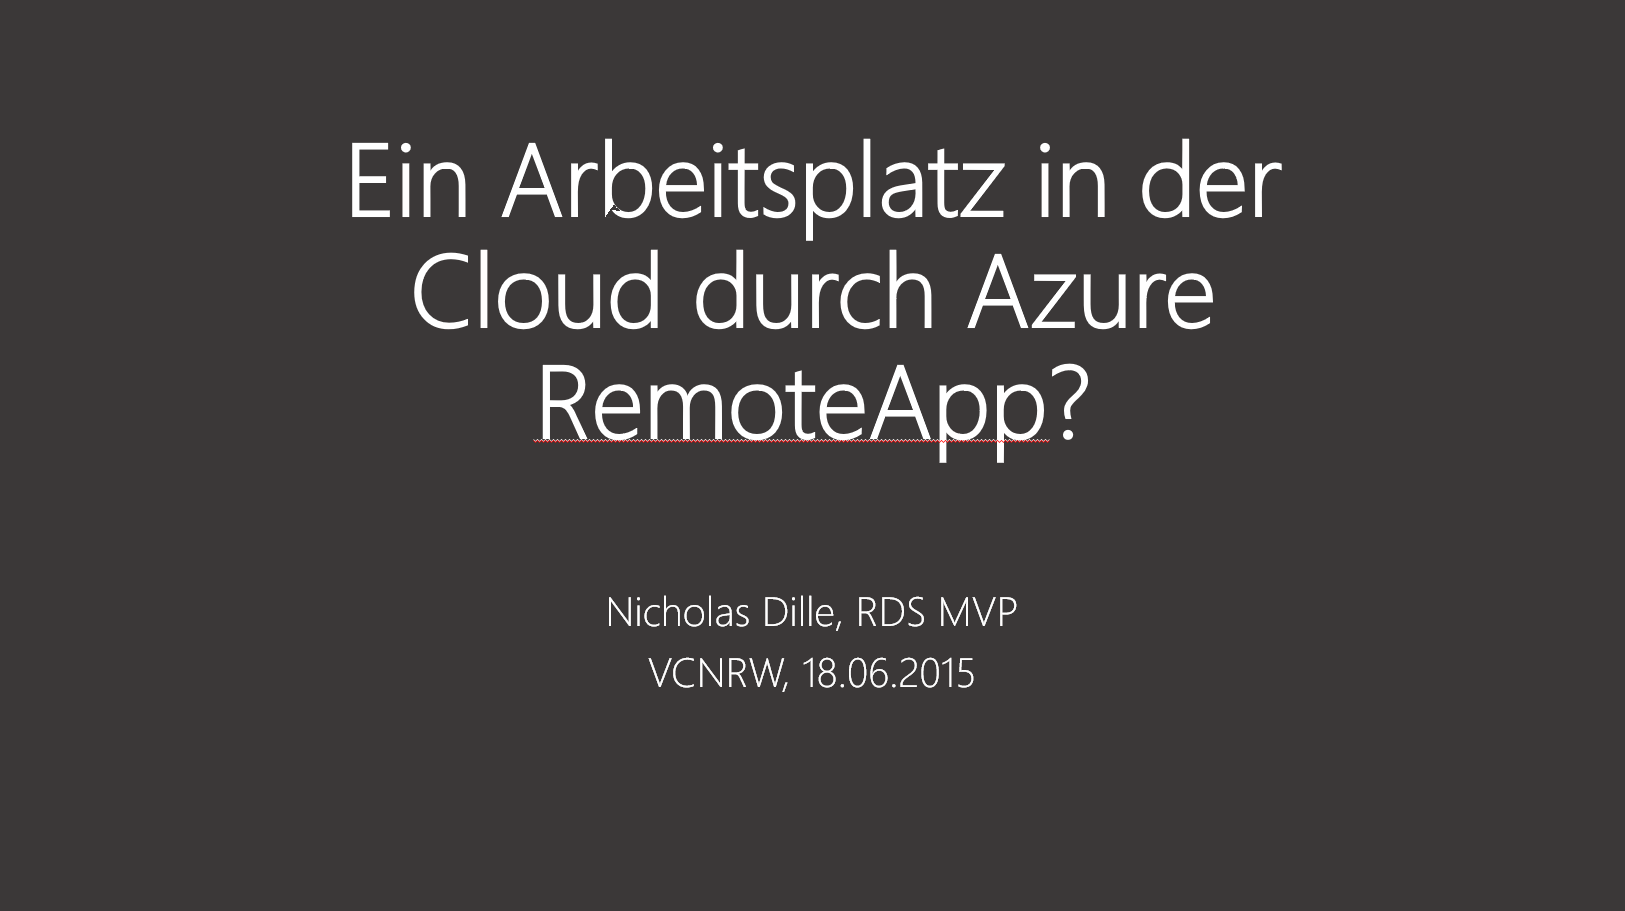 Ein Arbeitsplatz in der
Cloud durch Azure
RemoteApp?
Nicholas Dille, RDS MVP
VCNRW, 18.06.2015